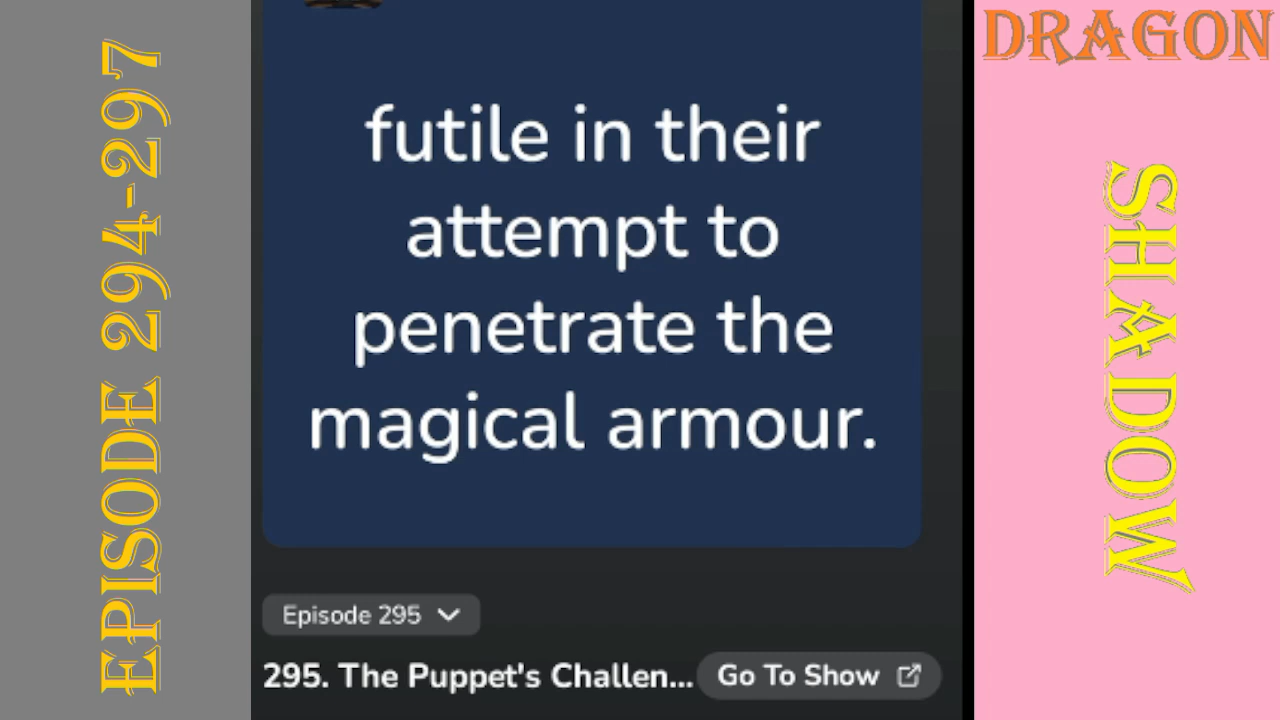 EPISODE 294-297
futile in their
attempt to
penetrate the
magical armour.
Episode 295
295. The Puppet's Challen...
Go To Show
DRAGON
SHADOW